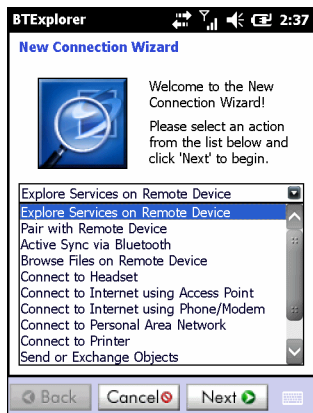 BTExplorer 2:37
New Connection Wizard
Welcome to the New
Connection Wizard!
Please select an action
from the list below and
click 'Next' to begin.
Explore Services on Remote Device
Explore Services on Remote Device
Pair with Remote Device
Active Sync via Bluetooth
Browse Files on Remote Device
Connect to Headset
Connect to Internet using Access Point
Connect to Internet using Phone/Modem
Connect to Personal Area Network
Connect to Printer
Send or Exchange Objects
Back Cancel Next